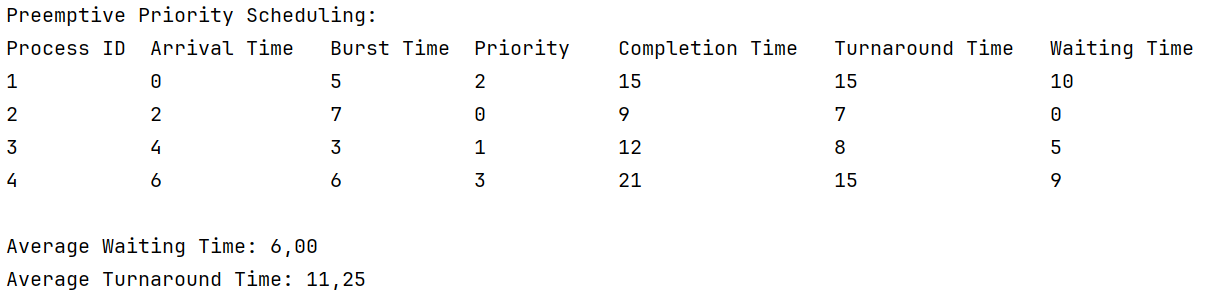 Preemptive Priority Scheduling:
Process ID  Arrival Time   Burst Time  Priority    Completion Time   Turnaround Time   Waiting Time
1           0              5           2           15                15                10
2           2              7           0           9                 7                 0
3           4              3           1           12                8                 5
4           6              6           3           21                15                9

Average Waiting Time: 6,00
Average Turnaround Time: 11,25